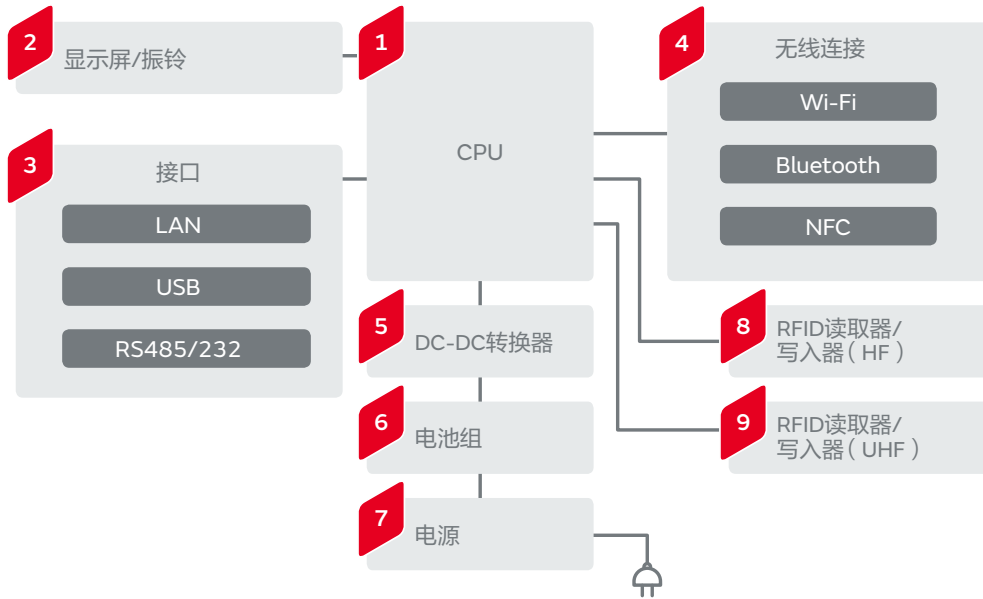 2
显示屏/振铃
1
CPU
4
无线连接
Wi-Fi
Bluetooth
NFC
3
接口
LAN
USB
RS485/232
5
DC-DC转换器
8
RFID读取器/
写入器（HF）
6
电池组
9
RFID读取器/
写入器（UHF）
7
电源